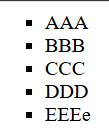 ▪ AAA
▪ BBB
▪ CCC
▪ DDD
▪ EEEe